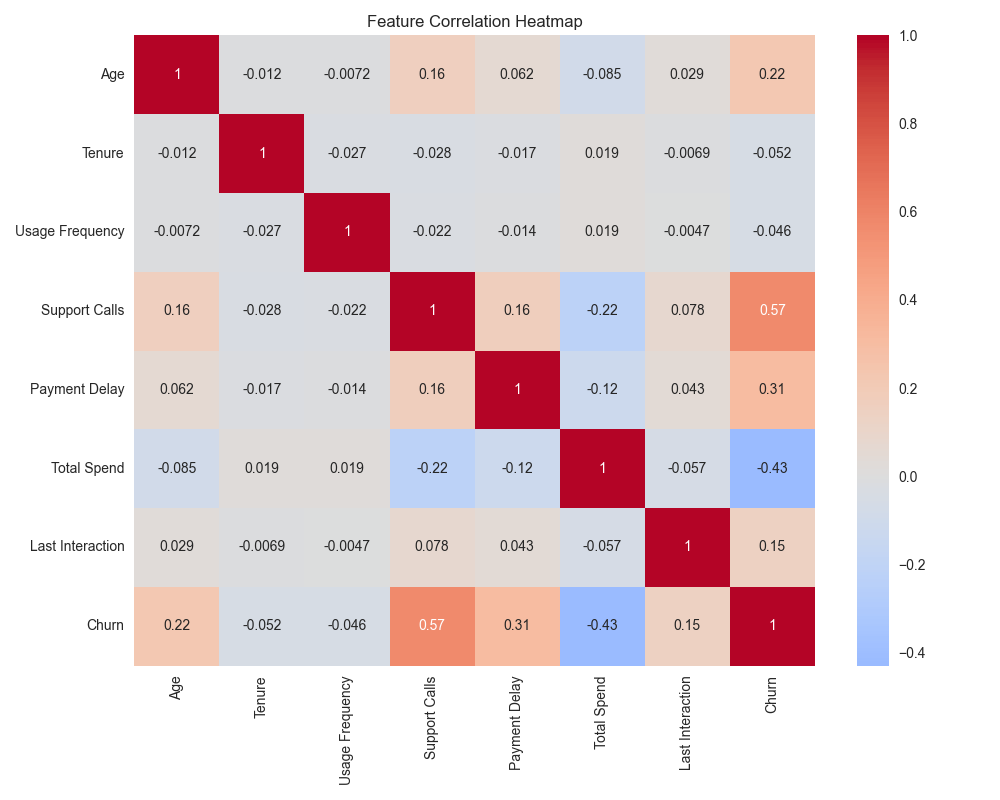 Feature Correlation Heatmap
Age 1 -0.012 -0.0072 0.16 0.062 -0.085 0.029 0.22
Tenure -0.012 1 -0.027 -0.028 -0.017 0.019 -0.0069 -0.052
Usage Frequency -0.0072 -0.027 1 -0.022 -0.014 0.019 -0.0047 -0.046
Support Calls 0.16 -0.028 -0.022 1 0.16 -0.22 0.078 0.57
Payment Delay 0.062 -0.017 -0.014 0.16 1 -0.12 0.043 0.31
Total Spend -0.085 0.019 0.019 -0.22 -0.12 1 -0.057 -0.43
Last Interaction 0.029 -0.0069 -0.0047 0.078 0.043 -0.057 1 0.15
Churn 0.22 -0.052 -0.046 0.57 0.31 -0.43 0.15 1
Age
Tenure
Usage Frequency
Support Calls
Payment Delay
Total Spend
Last Interaction
Churn
1.0
0.8
0.6
0.4
0.2
0.0
−0.2
−0.4